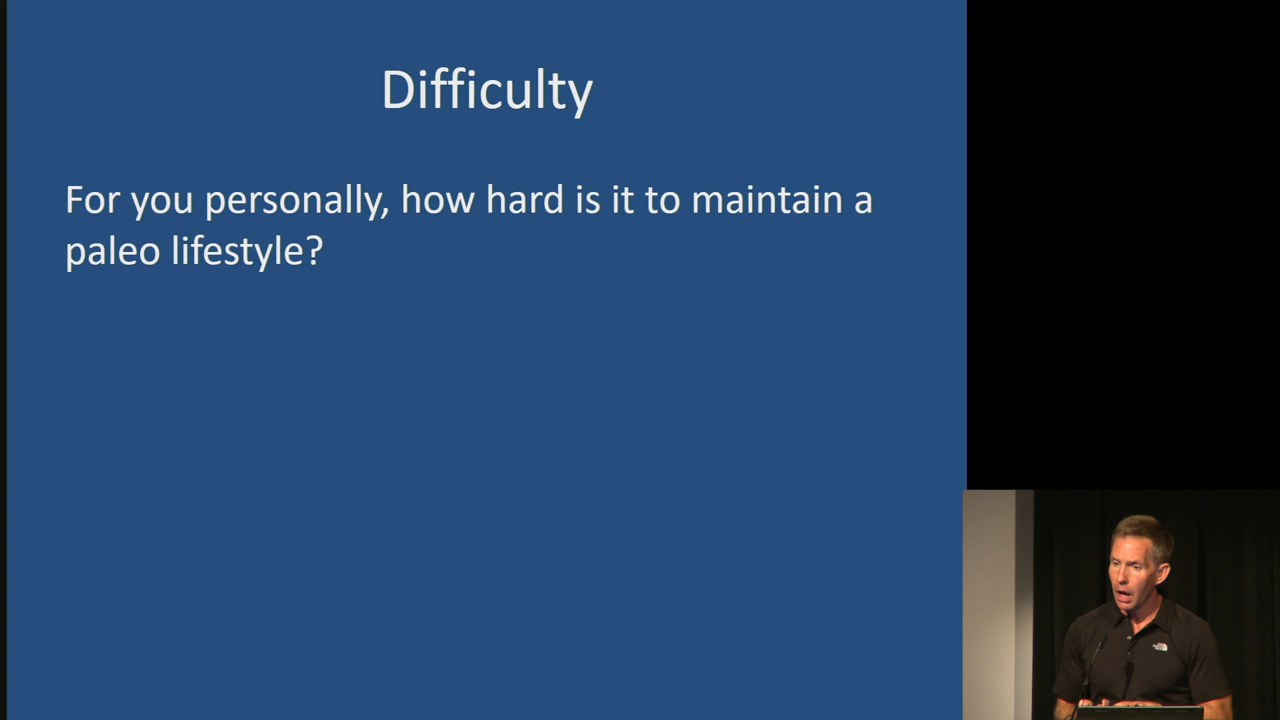 Difficulty
For you personally, how hard is it to maintain a
paleo lifestyle?